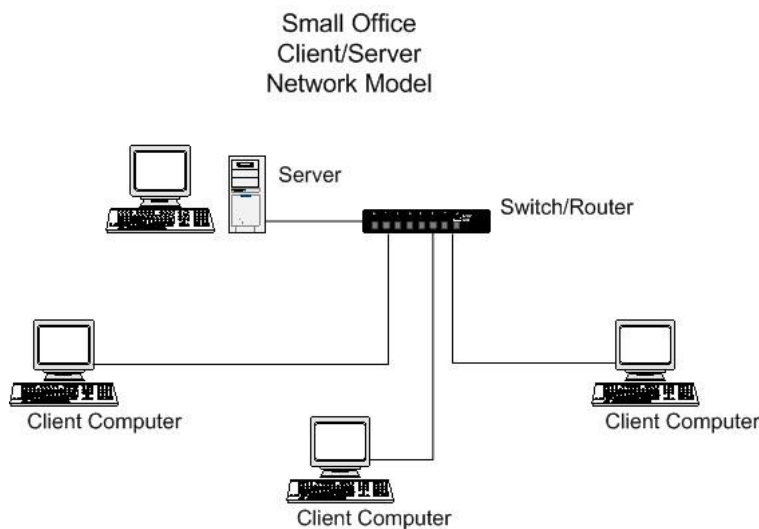 Small Office
Client/Server
Network Model
Server
Switch/Router
Client Computer
Client Computer
Client Computer